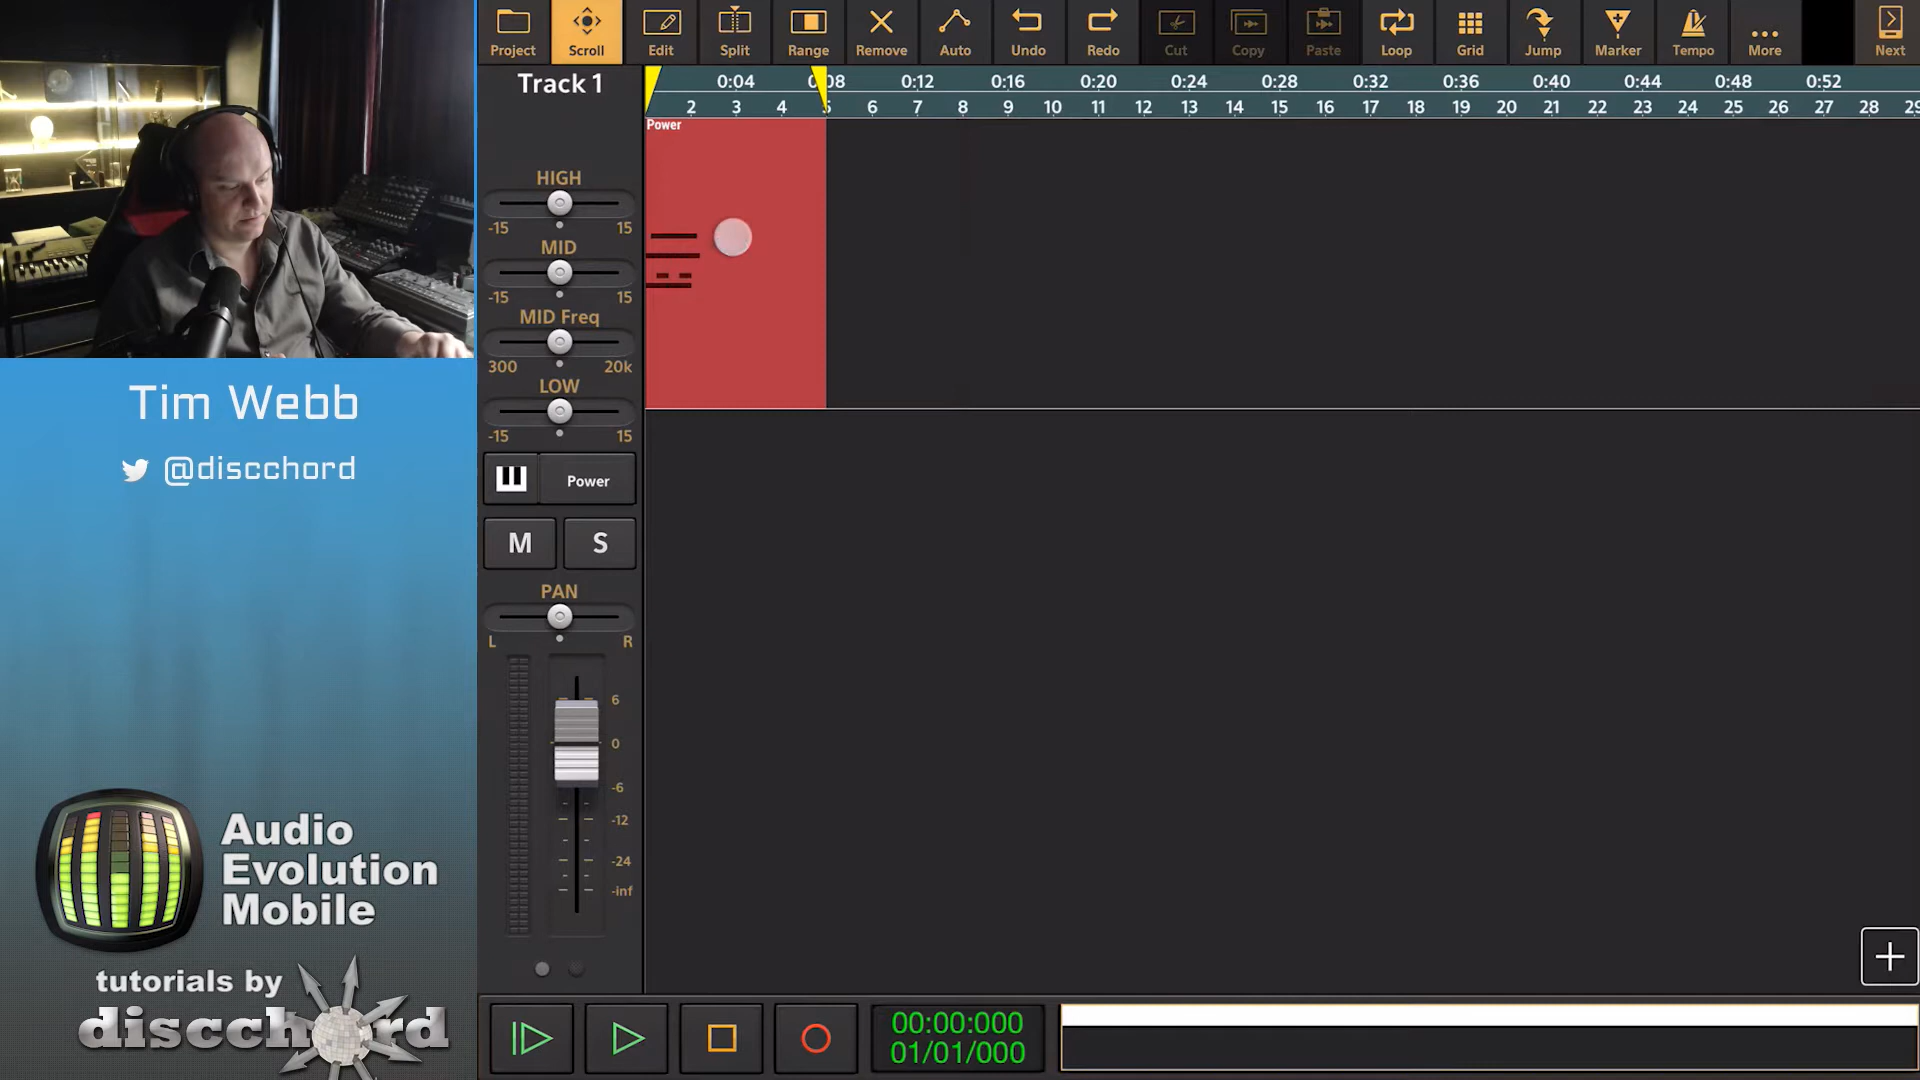 Project
Scroll
Edit
Split
Range
Remove
Auto
Undo
Redo
Cut
Copy
Paste
Loop
Grid
Jump
Marker
Tempo
More
Next
Track 1
0:04 0:08 0:12 0:16 0:20 0:24 0:28 0:32 0:36 0:40 0:44 0:48 0:52
2 3 4 5 6 7 8 9 10 11 12 13 14 15 16 17 18 19 20 21 22 23 24 25 26 27 28 29
Power
HIGH
-15 15
MID
-15 15
MID Freq
300 20k
LOW
-15 15
Power
M S
PAN
L R
6
0
-6
-12
-24
-inf
00:00:000
01/01/000
Tim Webb
@discchord
Audio
Evolution
Mobile
tutorials by
discchord